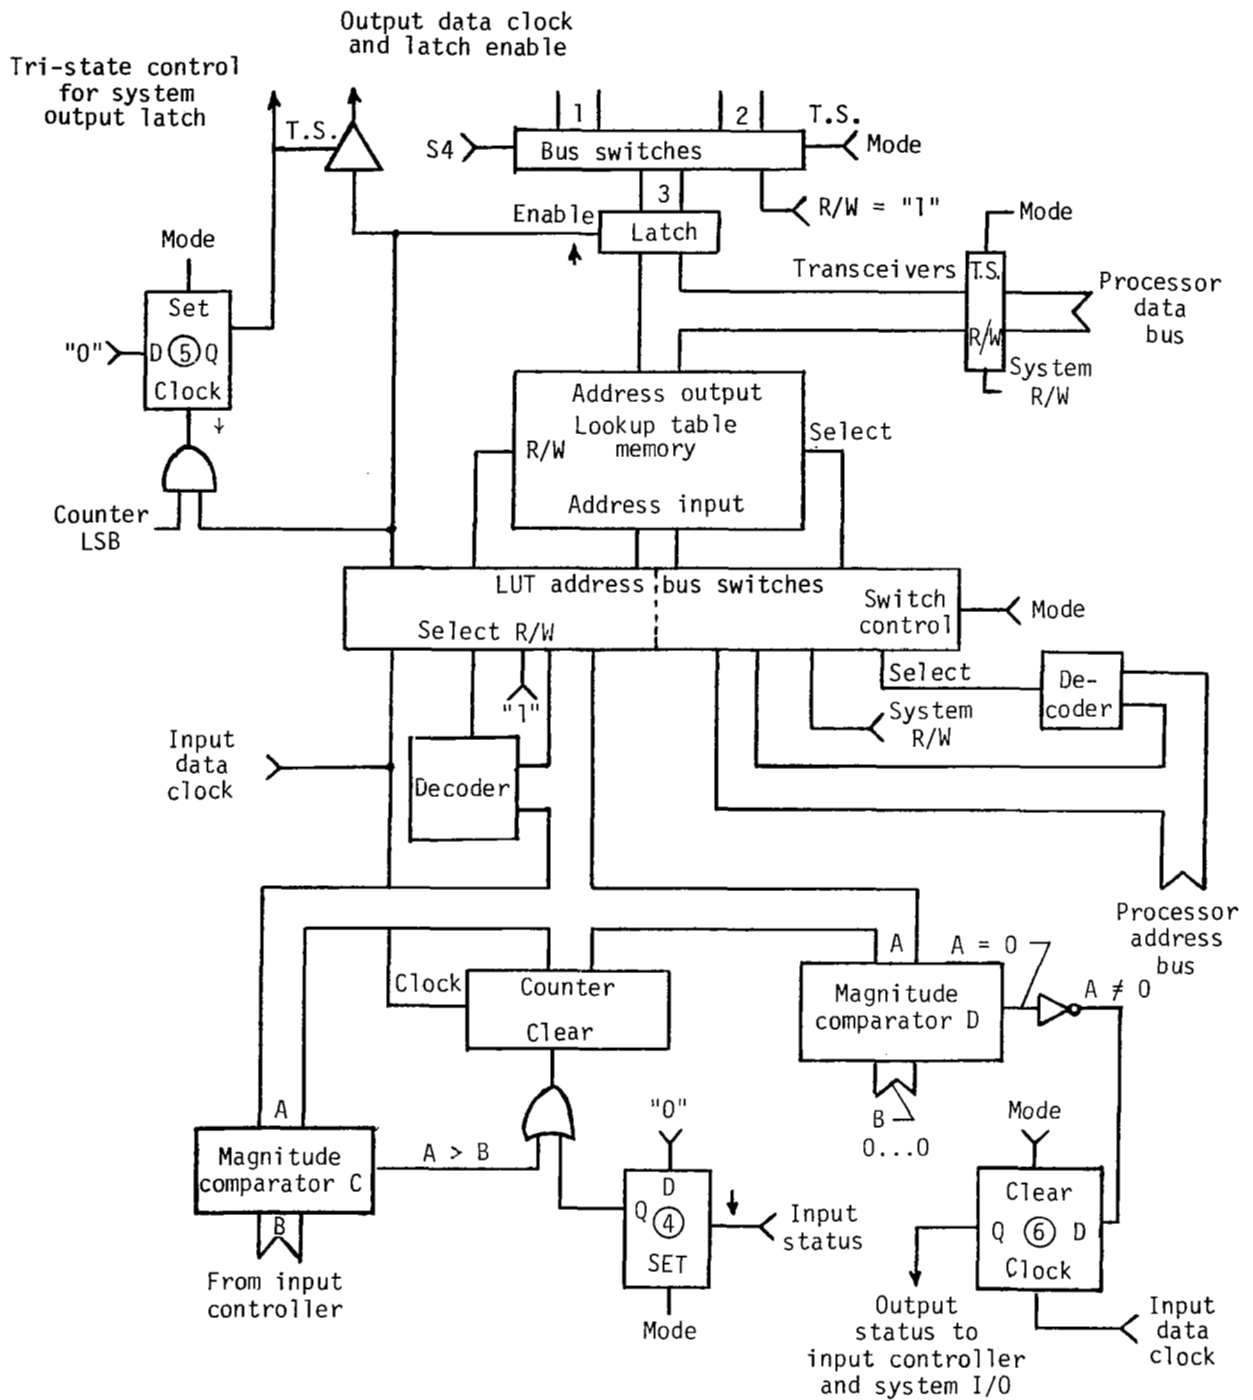 Output data clock
and latch enable
Tri-state control
for system
output latch
T.S.
1
2
T.S.
S4
Bus switches
Mode
3
R/W = "1"
Enable
Latch
Mode
Mode
Transceivers
T.S.
Processor
data
bus
Set
"0"
D 5 Q
R/W
Clock
System
R/W
Address output
Lookup table
memory
R/W
Select
Address input
Counter
LSB
LUT address bus switches
Switch
control
Mode
Select R/W
Select
De-
coder
"1"
System
R/W
Input
data
clock
Decoder
Processor
address
bus
A
A = 0
A ≠ 0
Clock
Counter
Clear
Magnitude
comparator D
B
0...0
"0"
Mode
A
Magnitude
comparator C
A > B
B
D
Q 4
SET
Input
status
Clear
Q 6 D
Clock
From input
controller
Mode
Output
status to
input controller
and system I/O
Input
data
clock